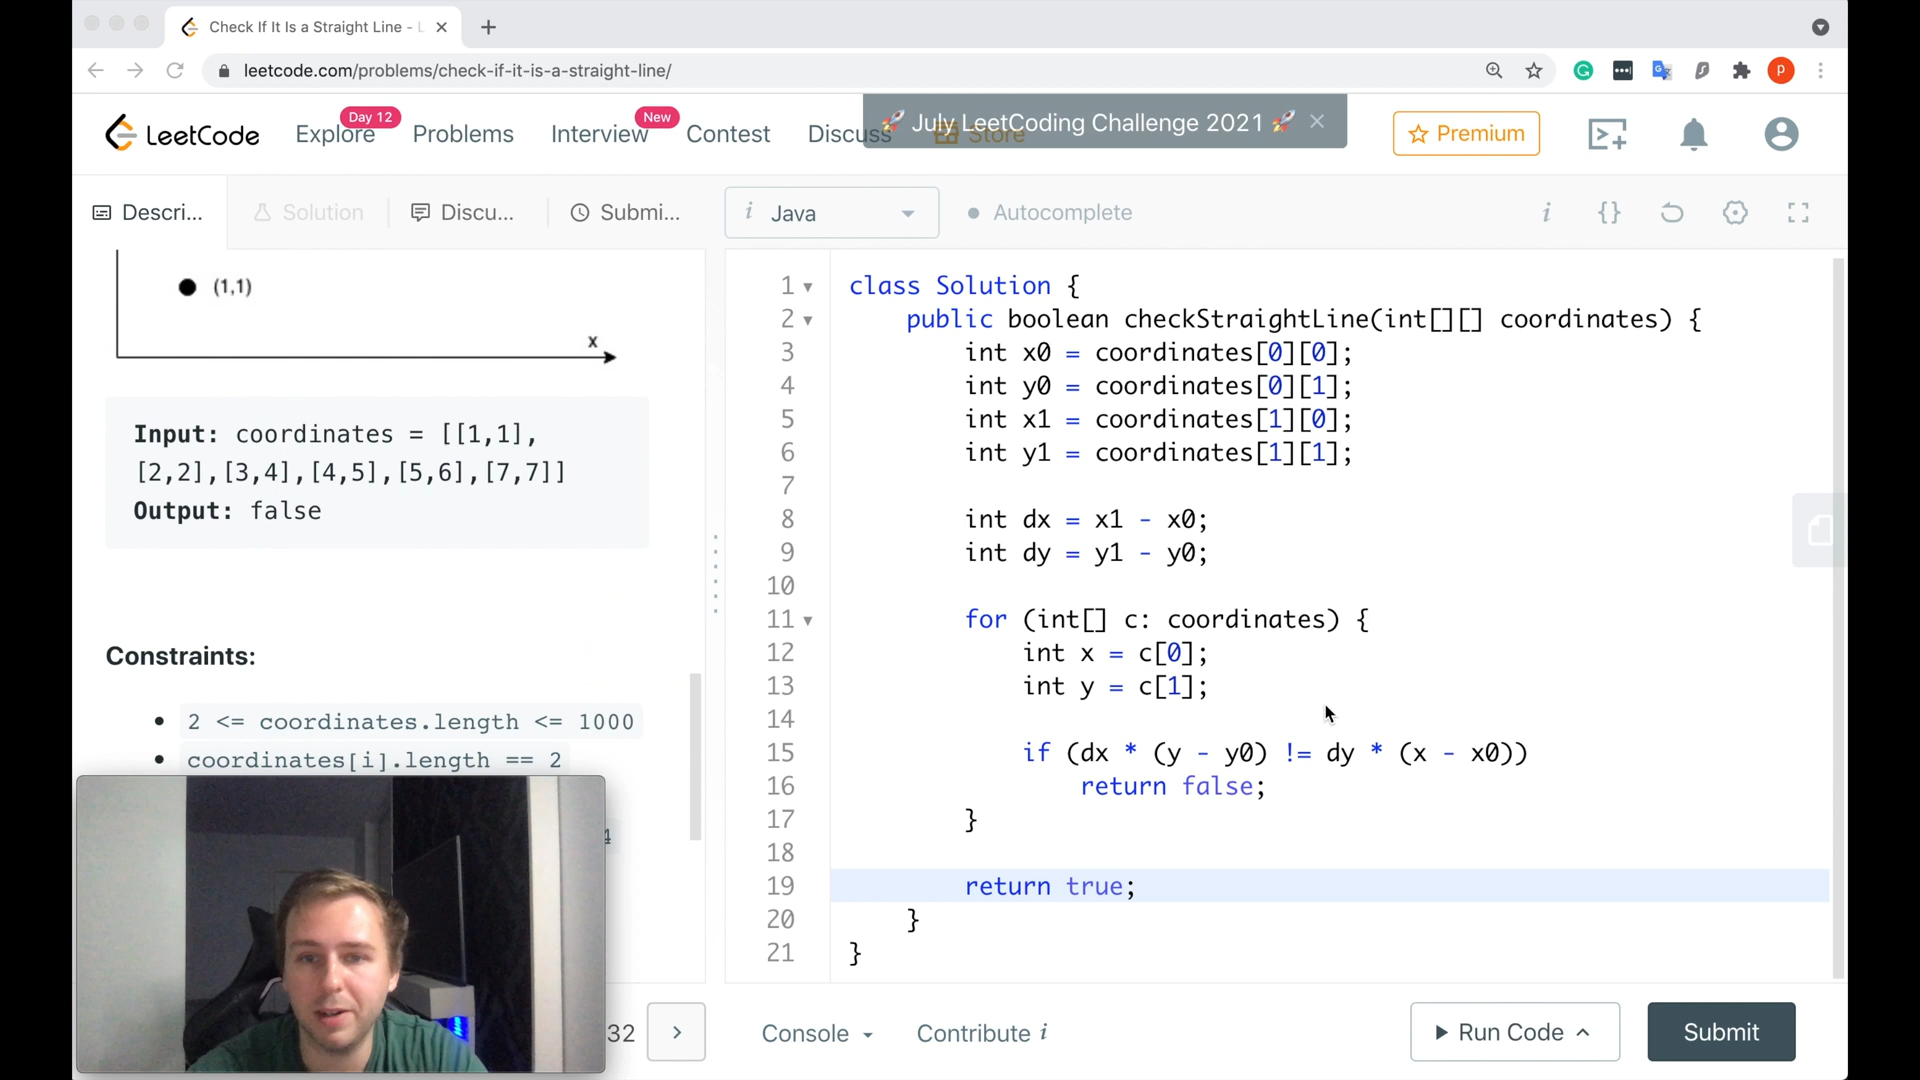 Check If It Is a Straight Line - L
leetcode.com/problems/check-if-it-is-a-straight-line/
P
LeetCode
Explore
Day 12
Problems
Interview
New
Contest
Discuss
Store
🚀 July LeetCoding Challenge 2021 🚀
Premium
Descri...
Solution
Discu...
Submi...
i Java
Autocomplete
i {}
(1,1)
x
Input: coordinates = [[1,1],
[2,2],[3,4],[4,5],[5,6],[7,7]]
Output: false
Constraints:
2 <= coordinates.length <= 1000
coordinates[i].length == 2
4
32
1 class Solution {
2 public boolean checkStraightLine(int[][] coordinates) {
3 int x0 = coordinates[0][0];
4 int y0 = coordinates[0][1];
5 int x1 = coordinates[1][0];
6 int y1 = coordinates[1][1];
7
8 int dx = x1 - x0;
9 int dy = y1 - y0;
10
11 for (int[] c: coordinates) {
12 int x = c[0];
13 int y = c[1];
14
15 if (dx * (y - y0) != dy * (x - x0))
16 return false;
17 }
18
19 return true;
20 }
21 }
Console
Contribute i
Run Code
Submit